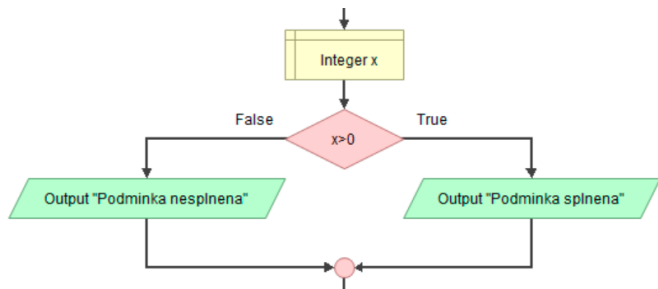 Integer x
False
True
x>0
Output "Podminka nesplnena"
Output "Podminka splnena"